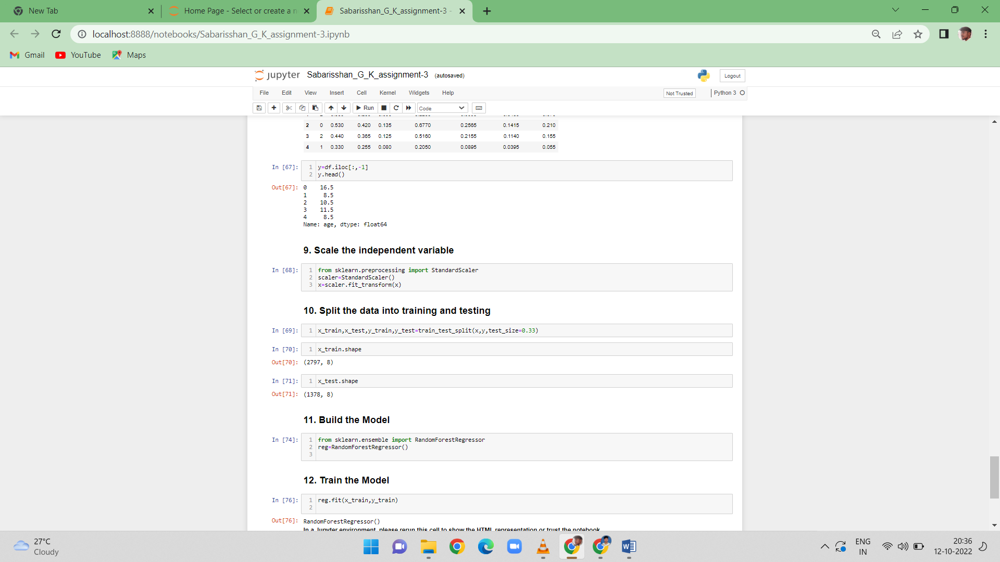 New Tab
Home Page - Select or create a n
Sabarisshan_G_K_assignment-3 -
localhost:8888/notebooks/Sabarisshan_G_K_assignment-3.ipynb
Gmail YouTube Maps
jupyter Sabarisshan_G_K_assignment-3 (autosaved)
Logout
File Edit View Insert Cell Kernel Widgets Help
Not Trusted Python 3
Run Code
2 0 0.530 0.420 0.135 0.6770 0.2565 0.1415 0.210
3 2 0.440 0.365 0.125 0.5160 0.2155 0.1140 0.155
4 1 0.330 0.255 0.080 0.2050 0.0895 0.0395 0.055
In [67]: 1 y=df.iloc[:,-1]
2 y.head()
Out[67]: 0 16.5
1 8.5
2 10.5
3 11.5
4 8.5
Name: age, dtype: float64
9. Scale the independent variable
In [68]: 1 from sklearn.preprocessing import StandardScaler
2 scaler=StandardScaler()
3 x=scaler.fit_transform(x)
10. Split the data into training and testing
In [69]: 1 x_train,x_test,y_train,y_test=train_test_split(x,y,test_size=0.33)
In [70]: 1 x_train.shape
Out[70]: (2797, 8)
In [71]: 1 x_test.shape
Out[71]: (1378, 8)
11. Build the Model
In [74]: 1 from sklearn.ensemble import RandomForestRegressor
2 reg=RandomForestRegressor()
3
12. Train the Model
In [76]: 1 reg.fit(x_train,y_train)
2
Out[76]: RandomForestRegressor()
In a Jupyter environment, please rerun this cell to show the HTML representation or trust the notebook.
27°C
Cloudy
ENG
IN
20:36
12-10-2022